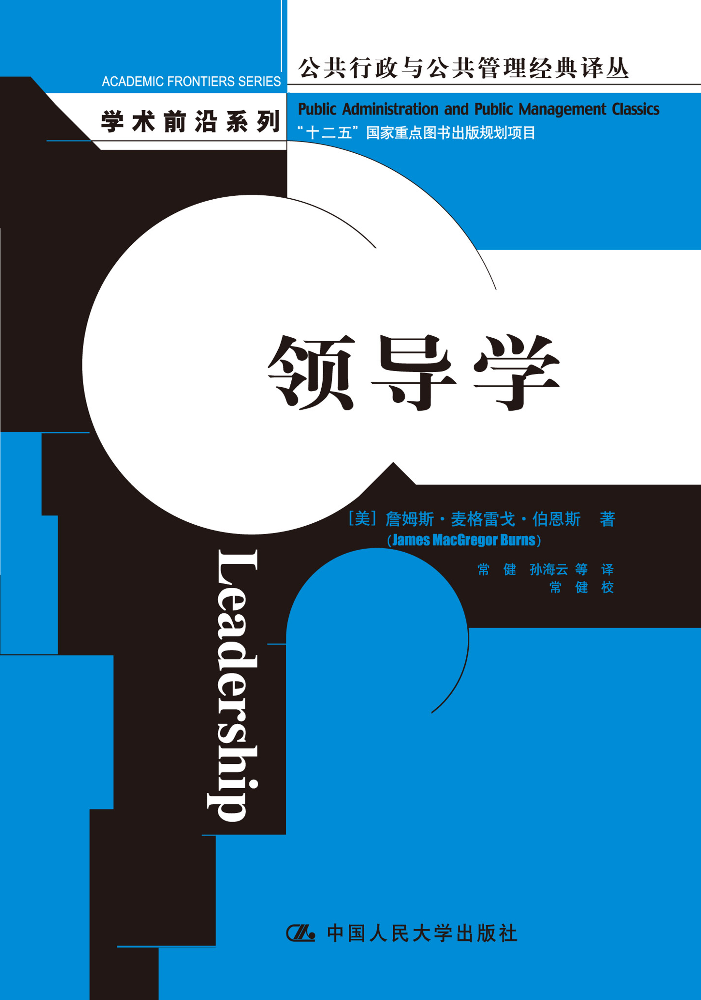 公共行政与公共管理经典译丛
ACADEMIC FRONTIERS SERIES
学术前沿系列
Public Administration and Public Management Classics
“十二五”国家重点图书出版规划项目
领导学
[美] 詹姆斯·麦格雷戈·伯恩斯 著
(James MacGregor Burns)
常 健 孙海云 等 译
常 健 校
Leadership
中国人民大学出版社